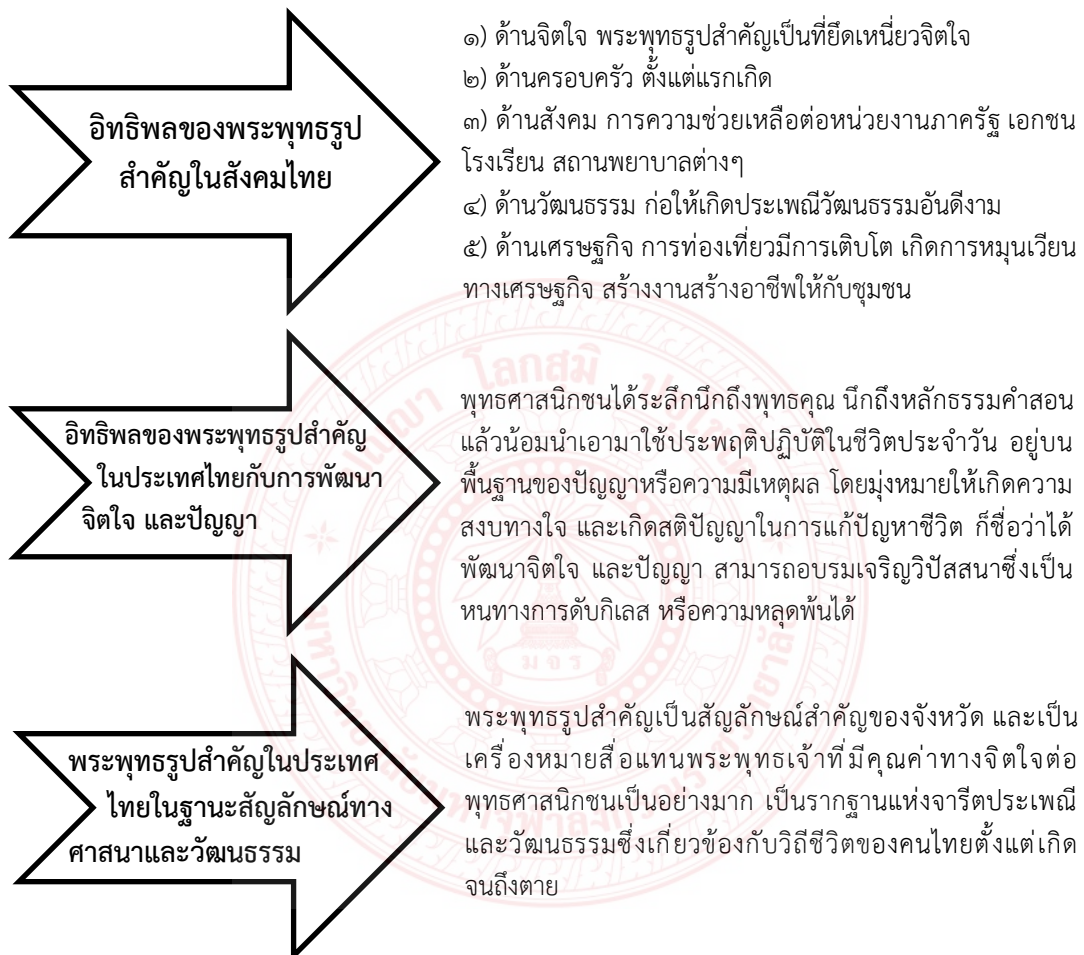 อิทธิพลของพระพุทธรูป
สำคัญในสังคมไทย
๑) ด้านจิตใจ พระพุทธรูปสำคัญเป็นที่ยึดเหนี่ยวจิตใจ
๒) ด้านครอบครัว ตั้งแต่แรกเกิด
๓) ด้านสังคม การความช่วยเหลือต่อหน่วยงานภาครัฐ เอกชน
โรงเรียน สถานพยาบาลต่างๆ
๔) ด้านวัฒนธรรม ก่อให้เกิดประเพณีวัฒนธรรมอันดีงาม
๕) ด้านเศรษฐกิจ การท่องเที่ยวมีการเติบโต เกิดการหมุนเวียน
ทางเศรษฐกิจ สร้างงานสร้างอาชีพให้กับชุมชน
อิทธิพลของพระพุทธรูปสำคัญ
ในประเทศไทยกับการพัฒนา
จิตใจ และปัญญา
พุทธศาสนิกชนได้ระลึกนึกถึงพุทธคุณ นึกถึงหลักธรรมคำสอน
แล้วน้อมนำเอามาใช้ประพฤติปฏิบัติในชีวิตประจำวัน อยู่บน
พื้นฐานของปัญญาหรือความมีเหตุผล โดยมุ่งหมายให้เกิดความ
สงบทางใจ และเกิดสติปัญญาในการแก้ปัญหาชีวิต ก็ชื่อว่าได้
พัฒนาจิตใจ และปัญญา สามารถอบรมเจริญวิปัสสนาซึ่งเป็น
หนทางการดับกิเลส หรือความหลุดพ้นได้
พระพุทธรูปสำคัญในประเทศ
ไทยในฐานะสัญลักษณ์ทาง
ศาสนาและวัฒนธรรม
พระพุทธรูปสำคัญเป็นสัญลักษณ์สำคัญของจังหวัด และเป็น
เครื่องหมายสื่อแทนพระพุทธเจ้าที่มีคุณค่าทางจิตใจต่อ
พุทธศาสนิกชนเป็นอย่างมาก เป็นรากฐานแห่งจารีตประเพณี
และวัฒนธรรมซึ่งเกี่ยวข้องกับวิถีชีวิตของคนไทยตั้งแต่เกิด
จนถึงตาย
มจร